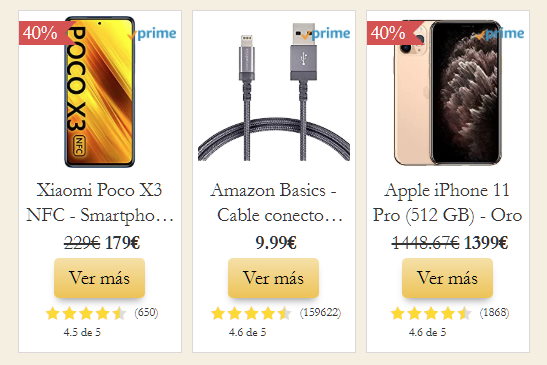 40%
prime
POCO X3
NFC
Xiaomi Poco X3
NFC - Smartpho...
229€ 179€
Ver más
(650)
4.5 de 5
prime
Amazon Basics -
Cable conecto...
9.99€
Ver más
(159622)
4.6 de 5
40%
prime
Apple iPhone 11
Pro (512 GB) - Oro
1448.67€ 1399€
Ver más
(1868)
4.6 de 5